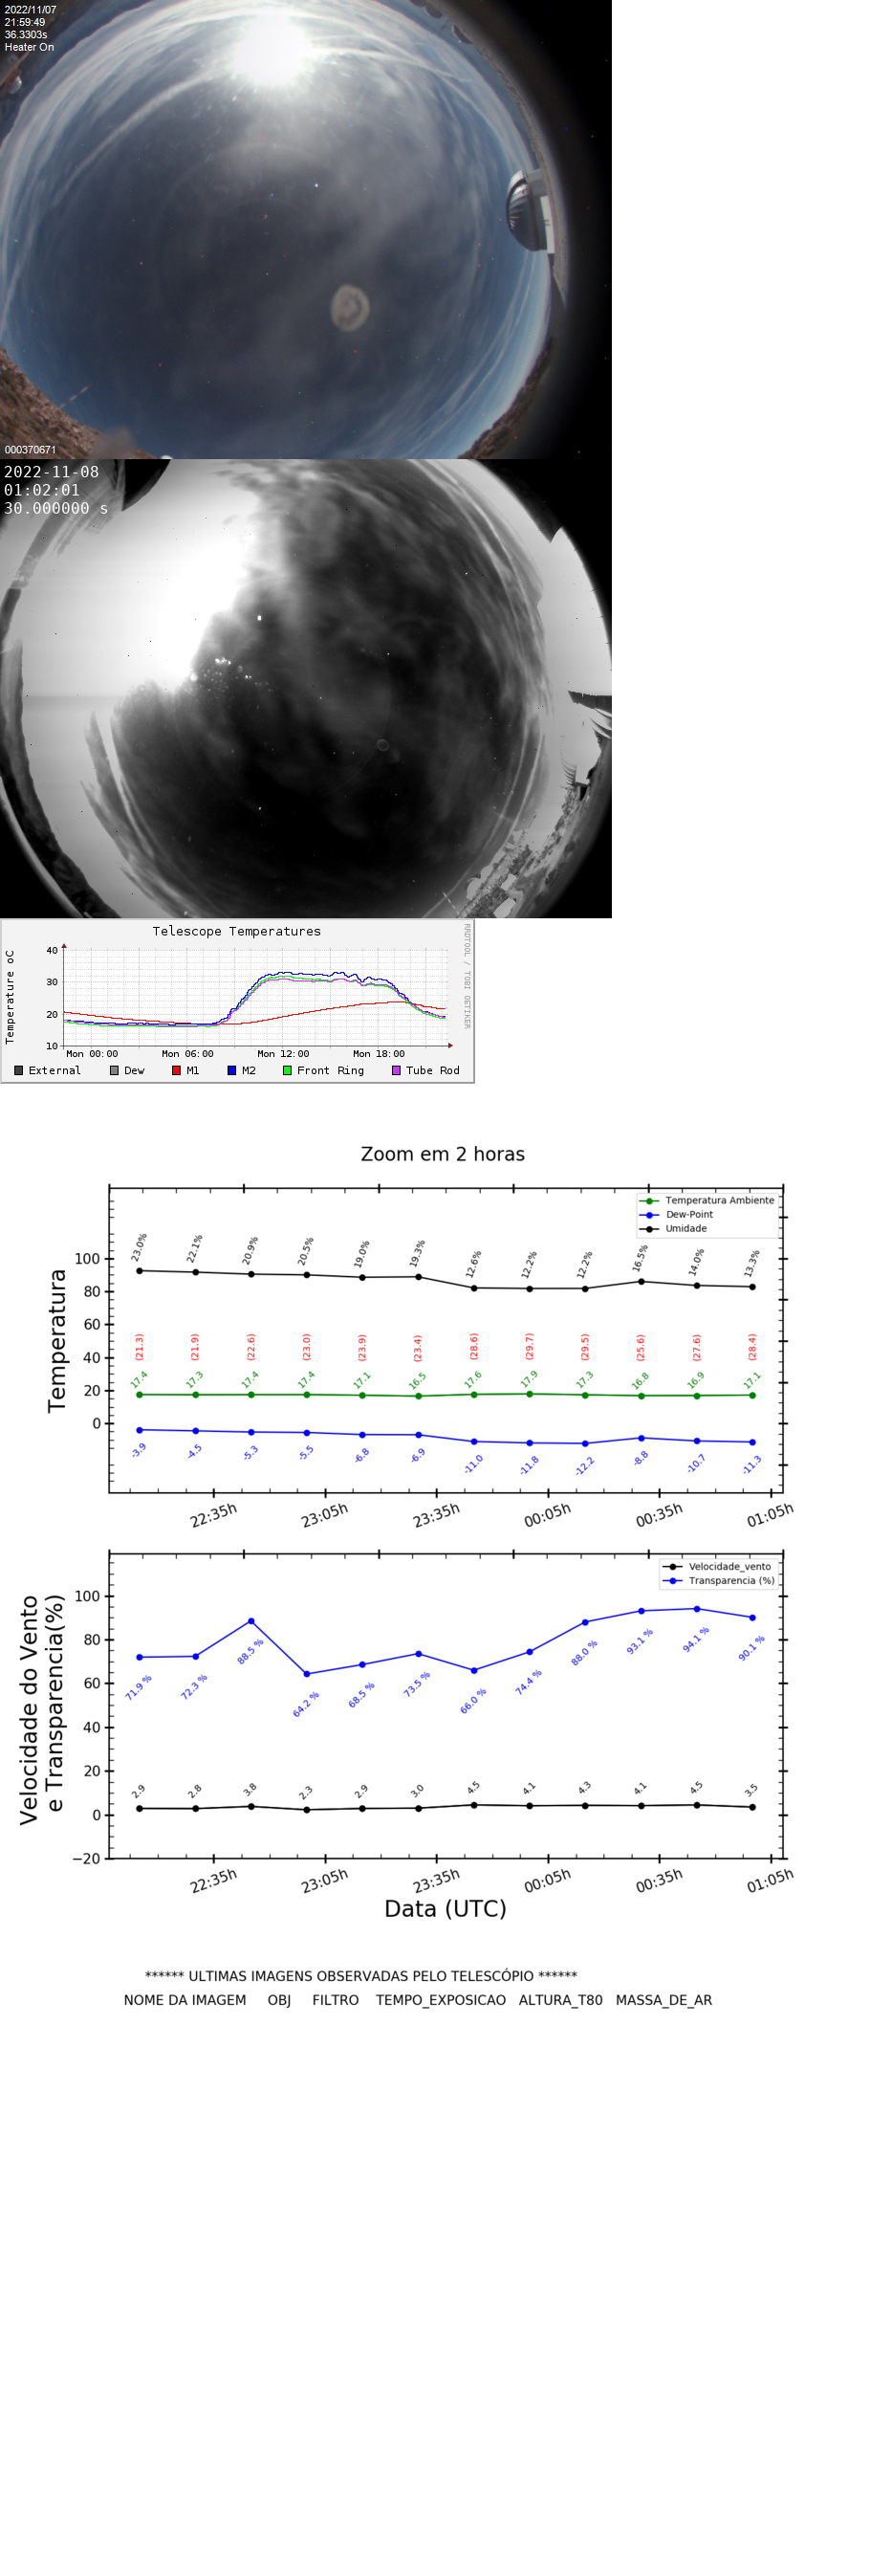 2022/11/07
21:59:49
36.3303s
Heater On
000370671
2022-11-08
01:02:01
30.000000 s
Telescope Temperatures
RRDTOOL / TOBI OETIKER
Temperature oC
40
30
20
10
Mon 00:00 Mon 06:00 Mon 12:00 Mon 18:00
External Dew M1 M2 Front Ring Tube Rod
Zoom em 2 horas
Temperatura Ambiente
Dew-Point
Umidade
Temperatura
100
80
60
40
20
0
23.0% 22.1% 20.9% 20.5% 19.0% 19.3% 12.6% 12.2% 12.2% 16.5% 14.0% 13.3%
(21.3) (21.9) (22.6) (23.0) (23.9) (23.4) (28.6) (29.7) (29.5) (25.6) (27.6) (28.4)
17.4 17.3 17.4 17.4 17.1 16.5 17.6 17.9 17.3 16.8 16.9 17.1
-3.9 -4.5 -5.3 -5.5 -6.8 -6.9 -11.0 -11.8 -12.2 -8.8 -10.7 -11.3
22:35h 23:05h 23:35h 00:05h 00:35h 01:05h
Velocidade_vento
Transparencia (%)
Velocidade do Vento
e Transparencia(%)
100
80
60
40
20
0
−20
71.9 % 72.3 % 88.5 % 64.2 % 68.5 % 73.5 % 66.0 % 74.4 % 88.0 % 93.1 % 94.1 % 90.1 %
2.9 2.8 3.8 2.3 2.9 3.0 4.5 4.1 4.3 4.1 4.5 3.5
22:35h 23:05h 23:35h 00:05h 00:35h 01:05h
Data (UTC)
****** ULTIMAS IMAGENS OBSERVADAS PELO TELESCÓPIO ******
NOME DA IMAGEM OBJ FILTRO TEMPO_EXPOSICAO ALTURA_T80 MASSA_DE_AR